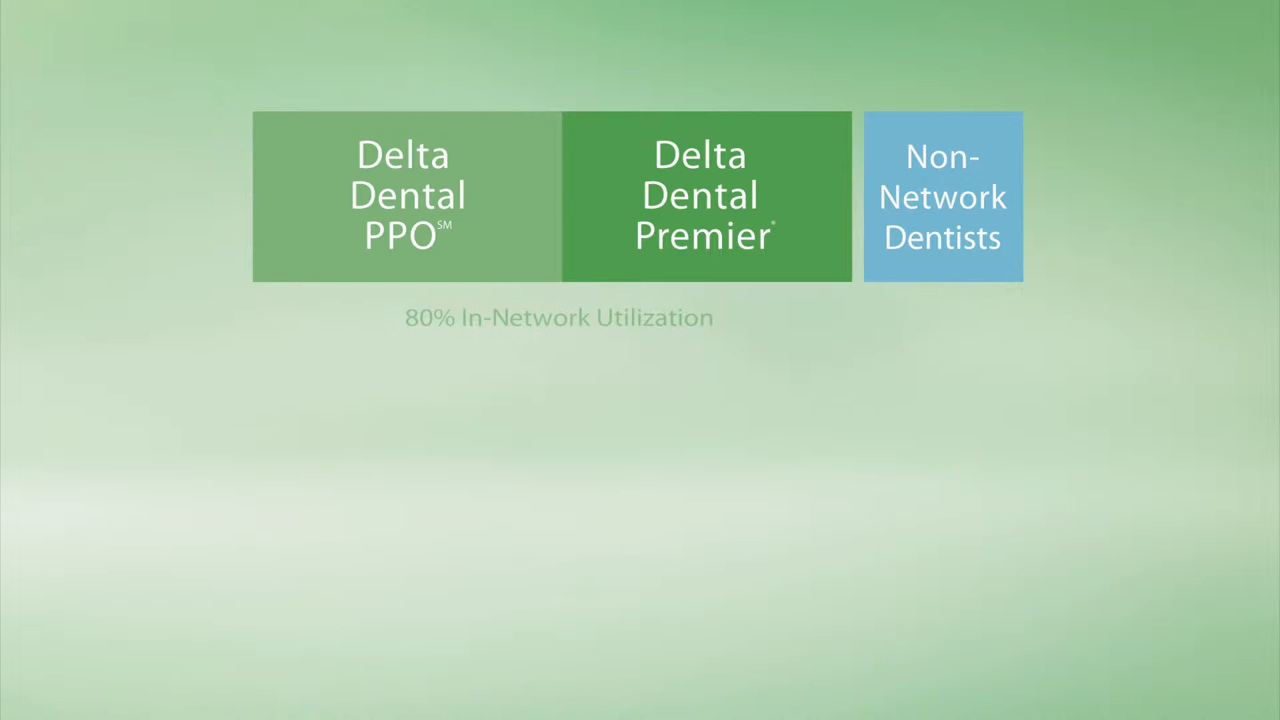 Delta
Dental
PPO℠
Delta
Dental
Premier®
Non-
Network
Dentists
80% In-Network Utilization